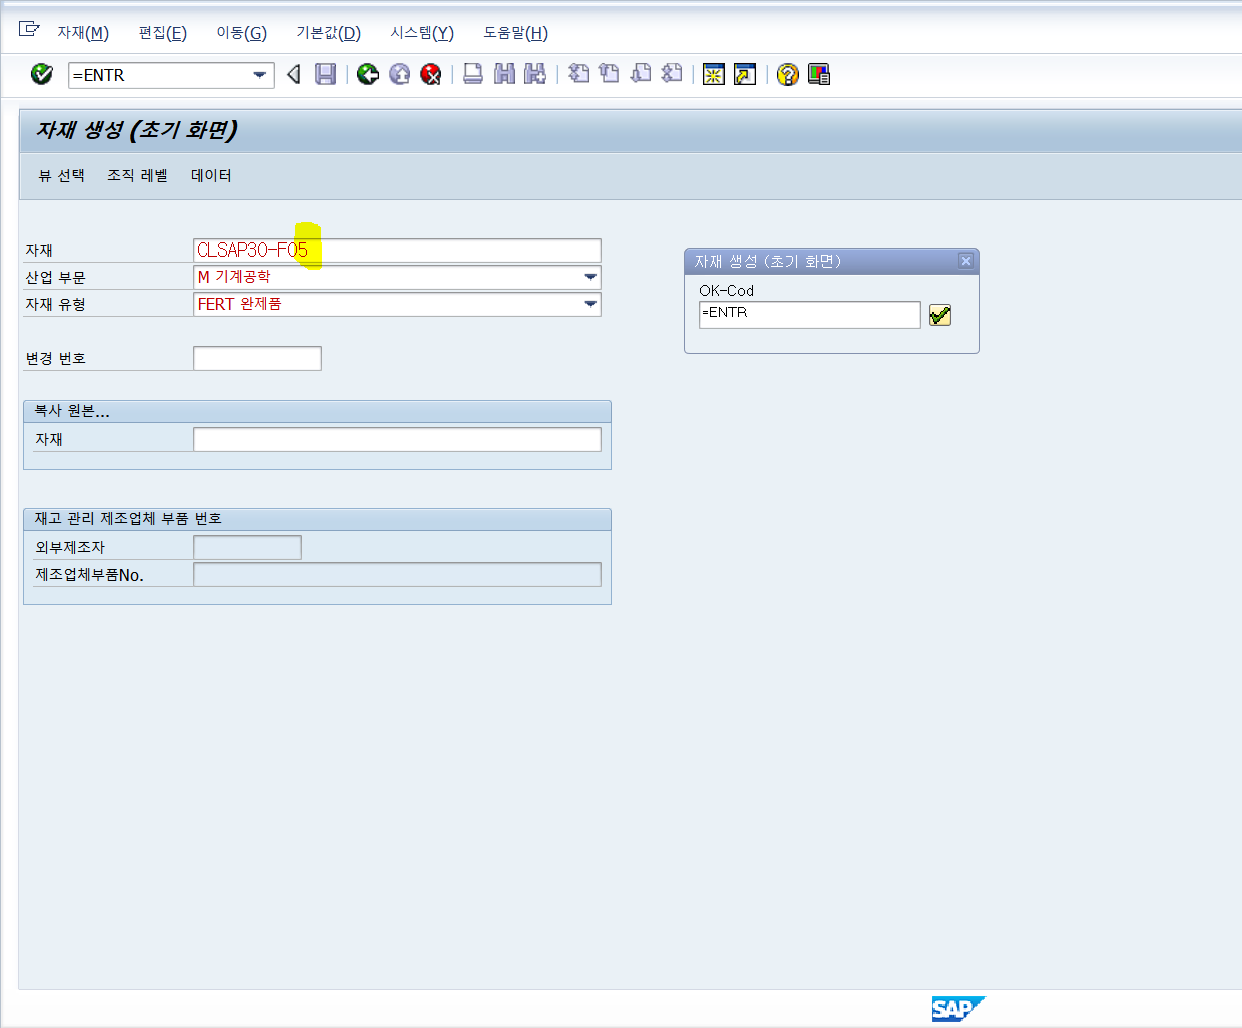 자재(M) 편집(E) 이동(G) 기본값(D) 시스템(Y) 도움말(H)
=ENTR
자재 생성 (초기 화면)
뷰 선택 조직 레벨 데이터
자재 CLSAP30-F05
산업 부문 M 기계공학
자재 유형 FERT 완제품
변경 번호
복사 원본...
자재
재고 관리 제조업체 부품 번호
외부제조자
제조업체부품No.
자재 생성 (초기 화면)
OK-Cod
=ENTR
SAP